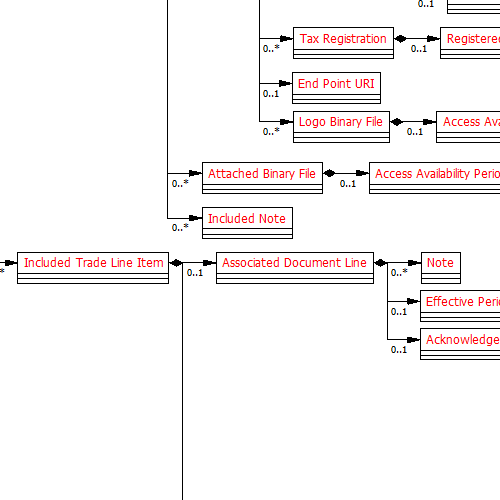 0..1
Tax Registration
Registered
0..*
0..1
End Point URI
0..1
Logo Binary File
Access Ava
0..*
0..1
Attached Binary File
Access Availability Perio
0..*
0..1
Included Note
0..*
Included Trade Line Item
Associated Document Line
Note
*
0..1
0..*
Effective Perio
0..1
Acknowledge
0..1